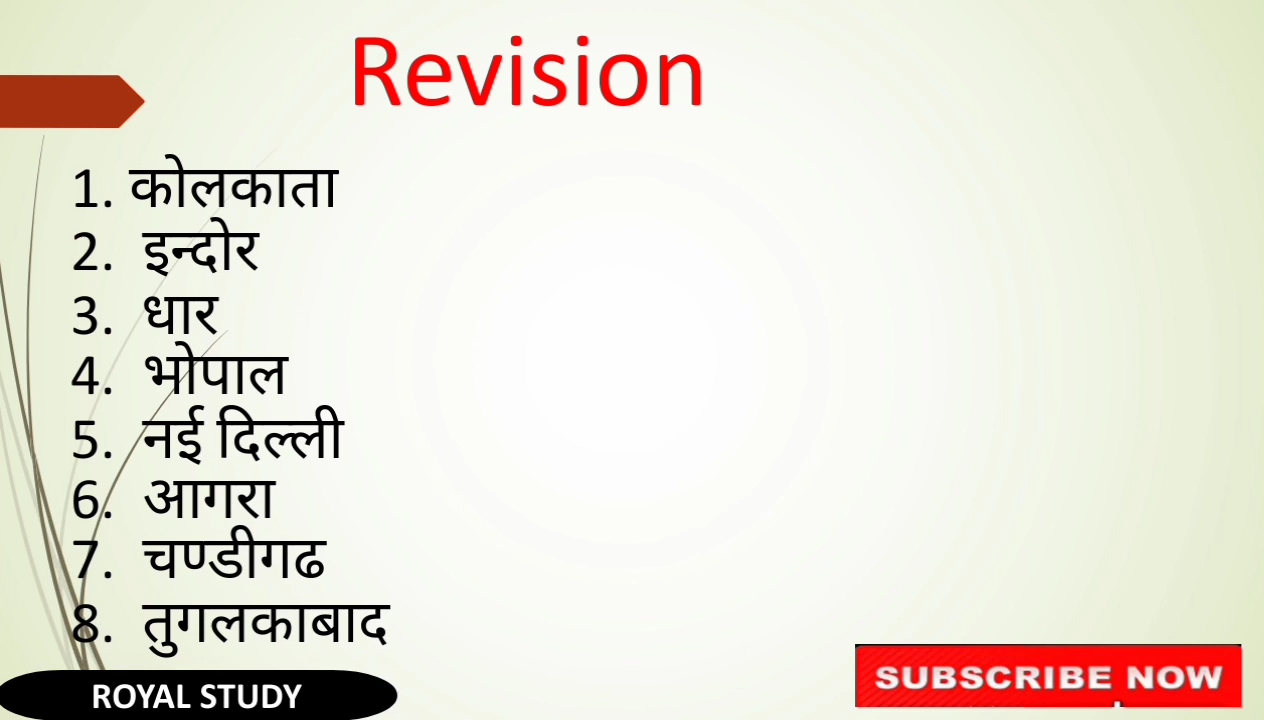 Revision
1. कोलकाता
2. इन्दोर
3. धार
4. भोपाल
5. नई दिल्ली
6. आगरा
7. चण्डीगढ
8. तुगलकाबाद
ROYAL STUDY
SUBSCRIBE NOW